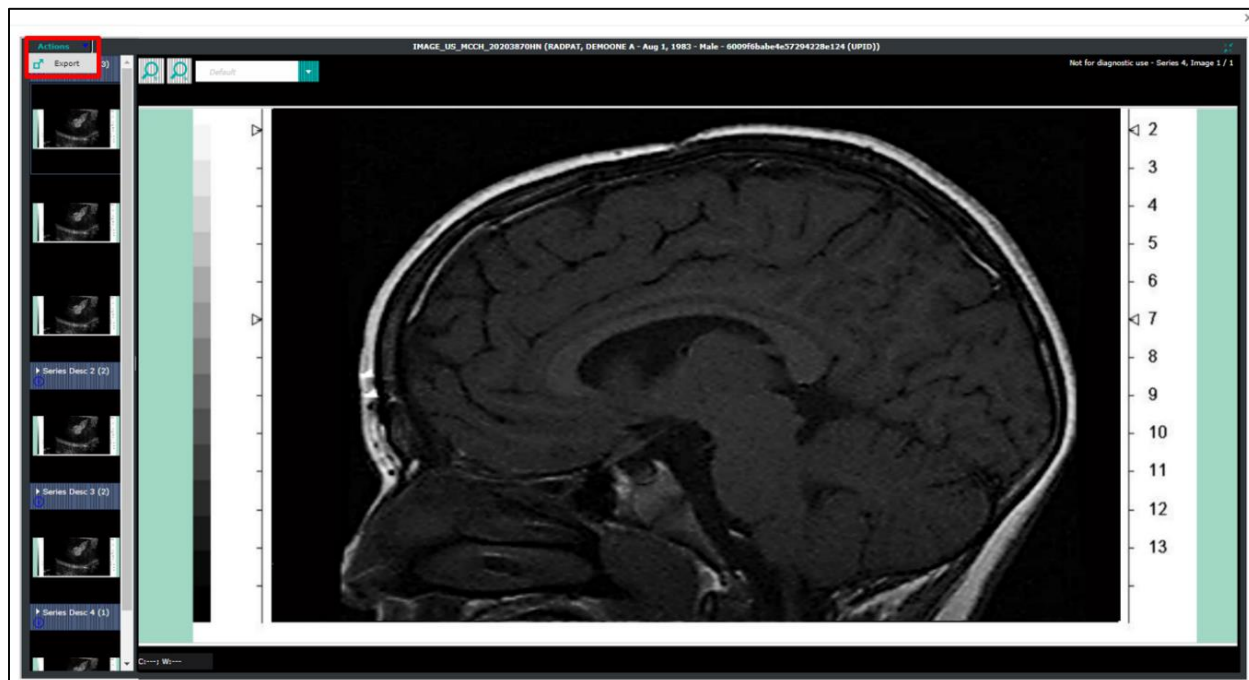 IMAGE_US_MCCH_20203870HN (RADPAT, DEMOONE A - Aug 1, 1983 - Male - 6009f6babe4e57294228e124 (UPID))
Actions
Export
3)
Default
Not for diagnostic use - Series 4, Image 1 / 1
2
3
4
5
6
7
8
9
10
11
12
13
Series Desc 2 (2)
Series Desc 3 (2)
Series Desc 4 (1)
C:---; W:---